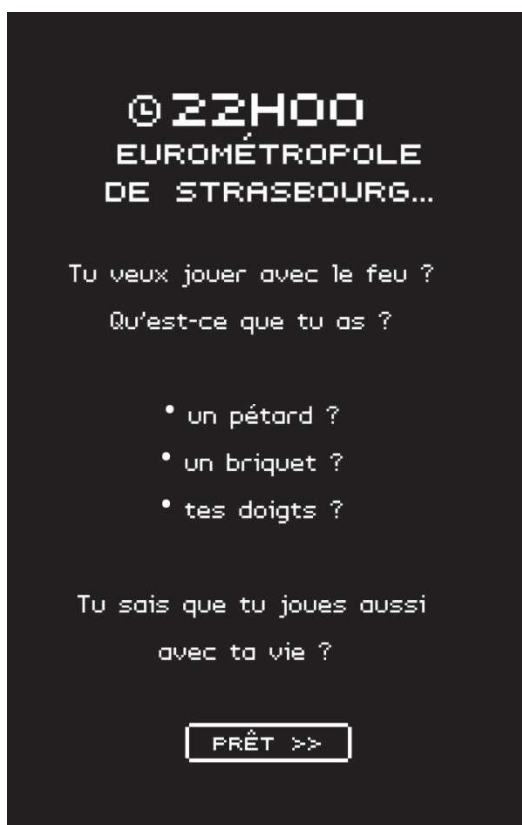 22H00
EUROMÉTROPOLE
DE STRASBOURG...
Tu veux jouer avec le feu ?
Qu'est-ce que tu as ?
• un pétard ?
• un briquet ?
• tes doigts ?
Tu sais que tu joues aussi
avec ta vie ?
PRÊT >>